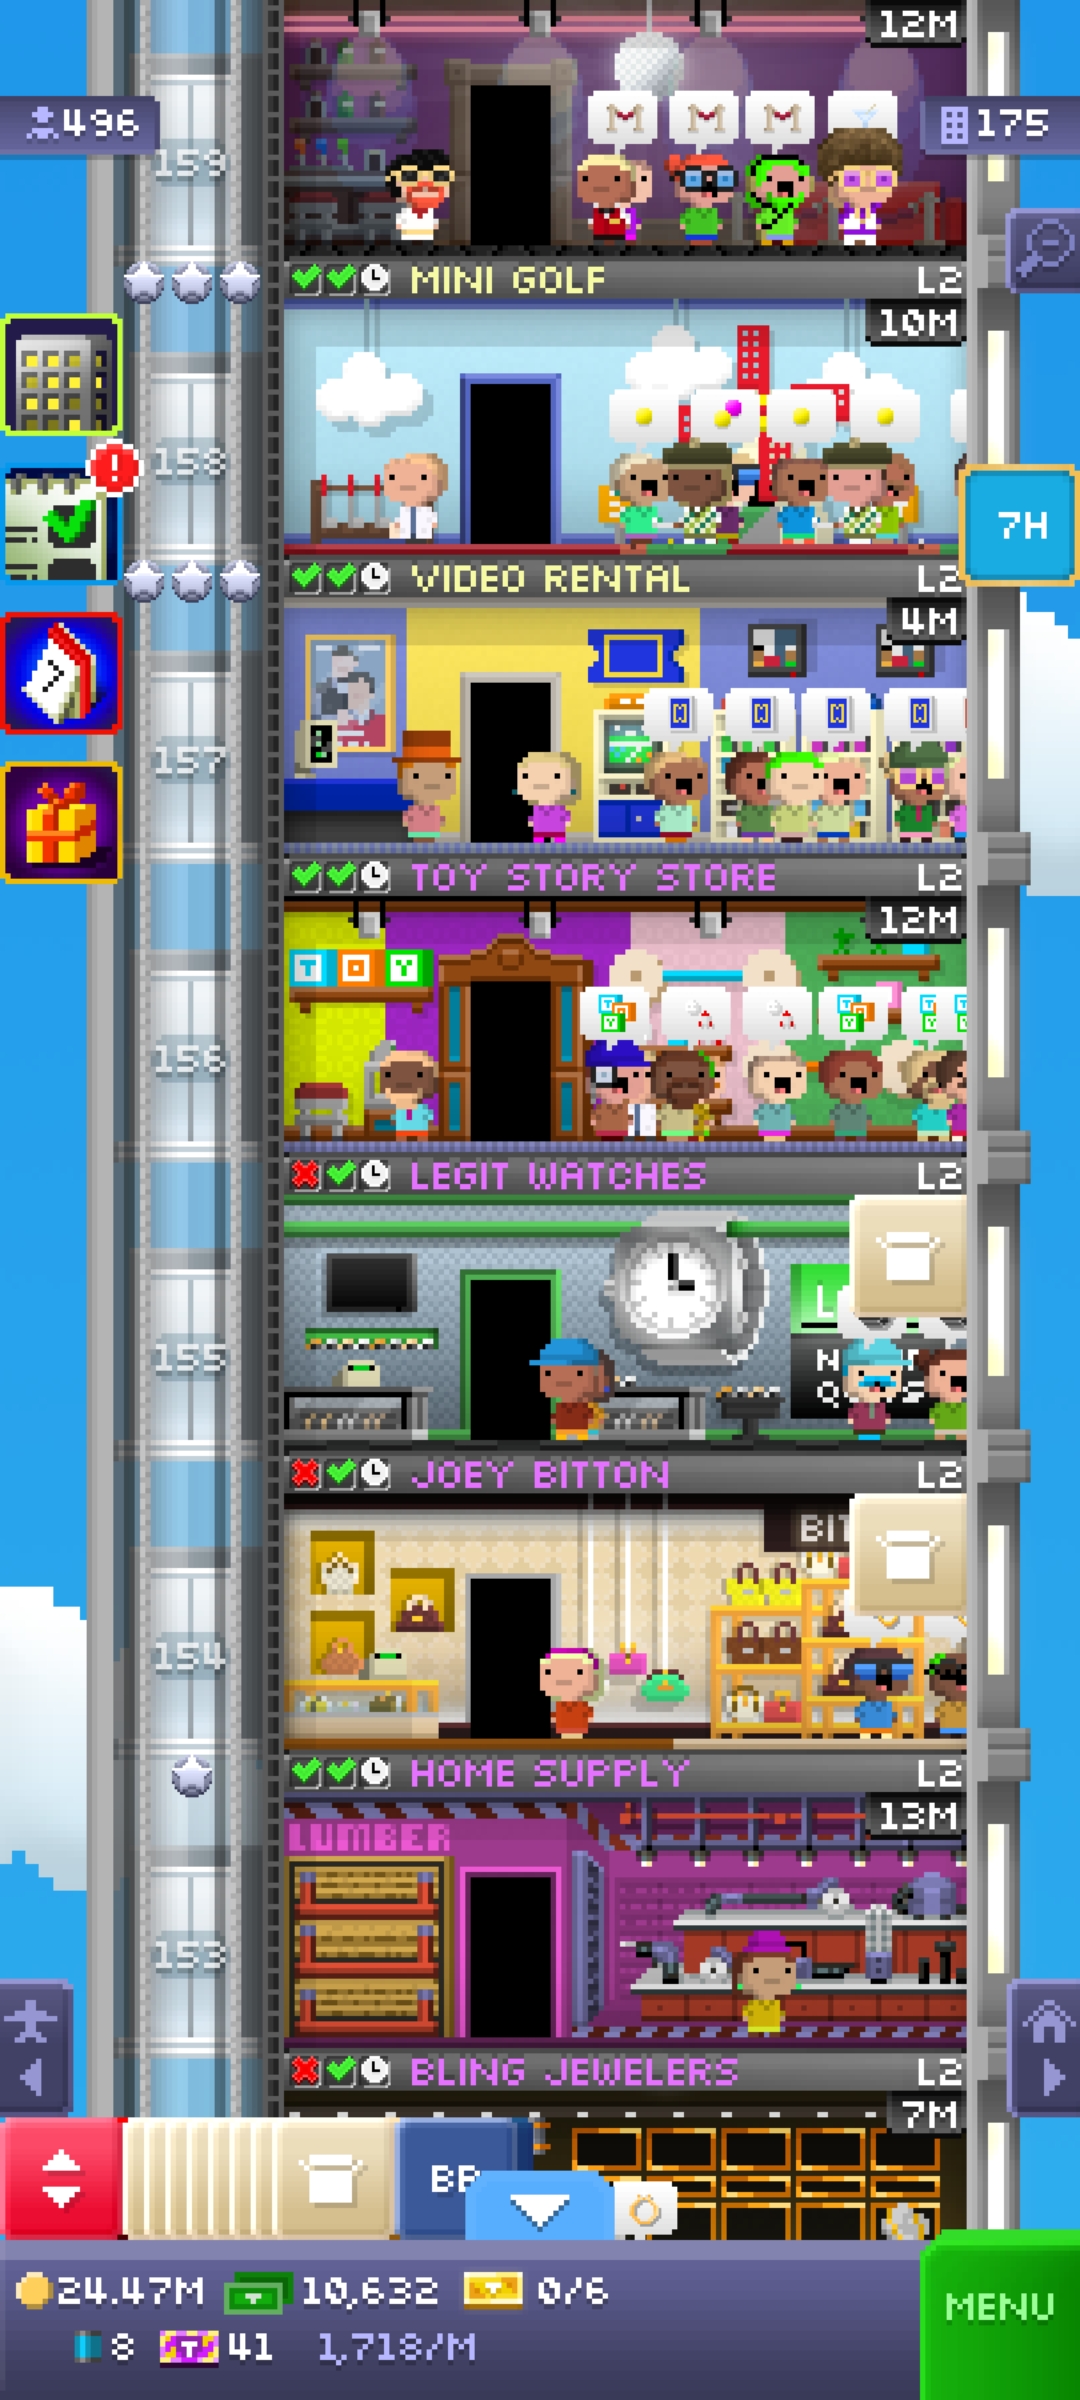 12M
496
175
159
MINI GOLF L2
10M
158
7H
VIDEO RENTAL L2
4M
157
TOY STORY STORE L2
12M
TOY
156
LEGIT WATCHES L2
155
JOEY BITTON L2
BIT
154
HOME SUPPLY L2
13M
LUMBER
153
BLING JEWELERS L2
7M
24.47M 10,632 0/6
MENU
8 41 1,718/M